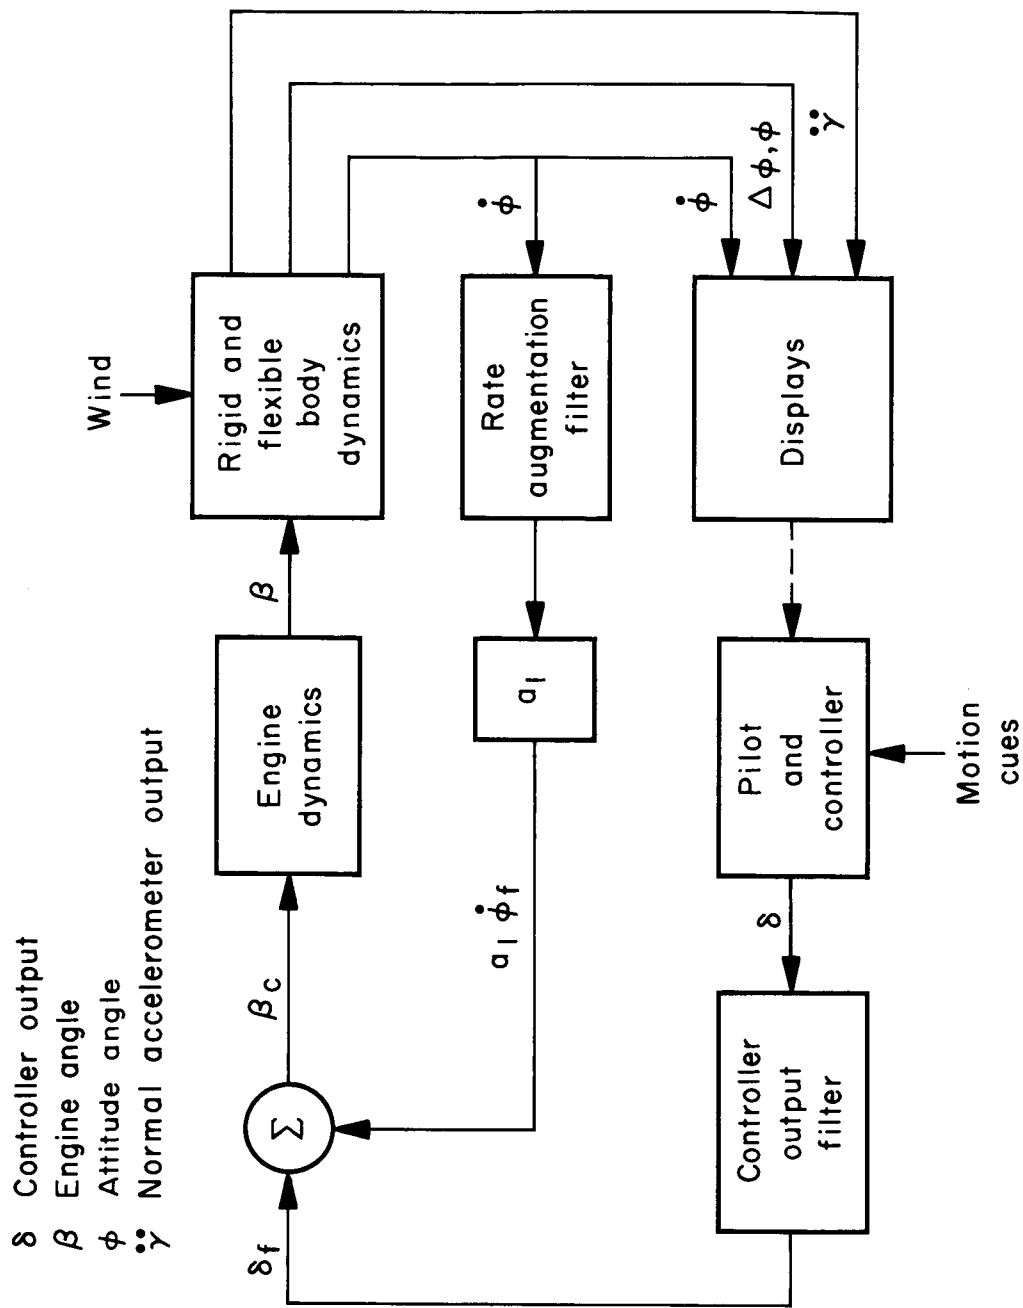 δ Controller output
β Engine angle
ϕ Attitude angle
γ̈ Normal accelerometer output
Wind
δf
Σ
βc
Engine
dynamics
β
Rigid and
flexible
body
dynamics
a₁ ϕ̇f
a₁
Rate
augmentation
filter
ϕ̇
Controller
output
filter
δ
Pilot
and
controller
Displays
ϕ̇
Δϕ,ϕ
γ̈
Motion
cues